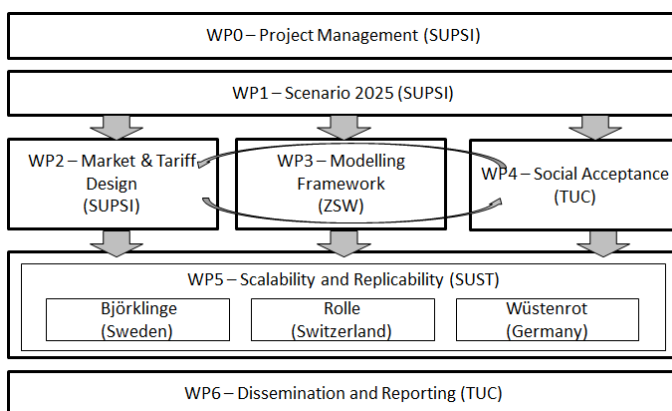 WP0 – Project Management (SUPSI)
WP1 – Scenario 2025 (SUPSI)
WP2 – Market & Tariff
Design
(SUPSI)
WP3 – Modelling
Framework
(ZSW)
WP4 – Social Acceptance
(TUC)
WP5 – Scalability and Replicability (SUST)
Björklinge
(Sweden)
Rolle
(Switzerland)
Wüstenrot
(Germany)
WP6 – Dissemination and Reporting (TUC)